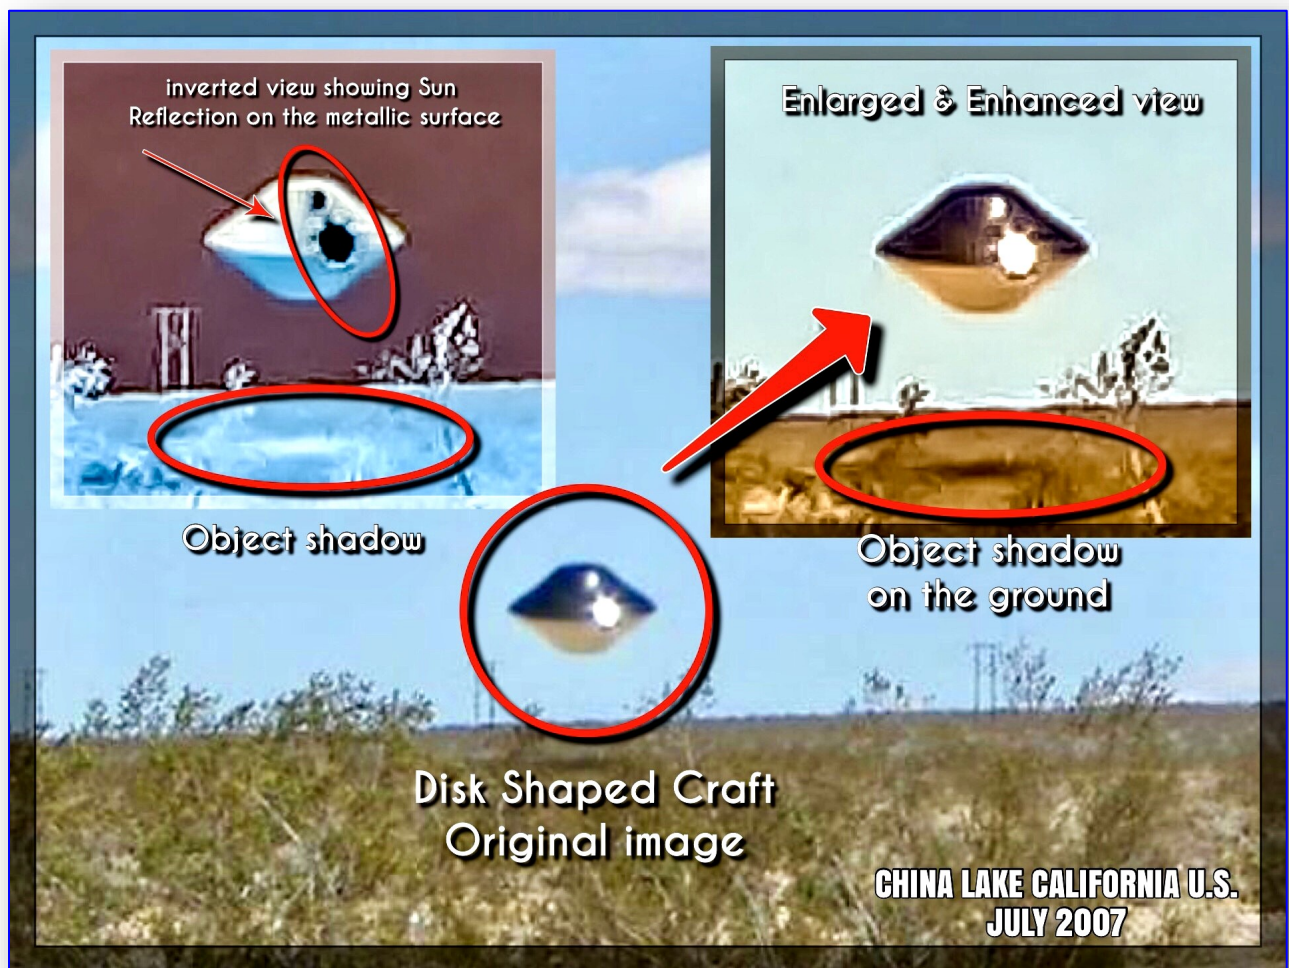 inverted view showing Sun
Reflection on the metallic surface
Enlarged & Enhanced view
Object shadow
Object shadow
on the ground
Disk Shaped Craft
Original image
CHINA LAKE CALIFORNIA U.S.
JULY 2007